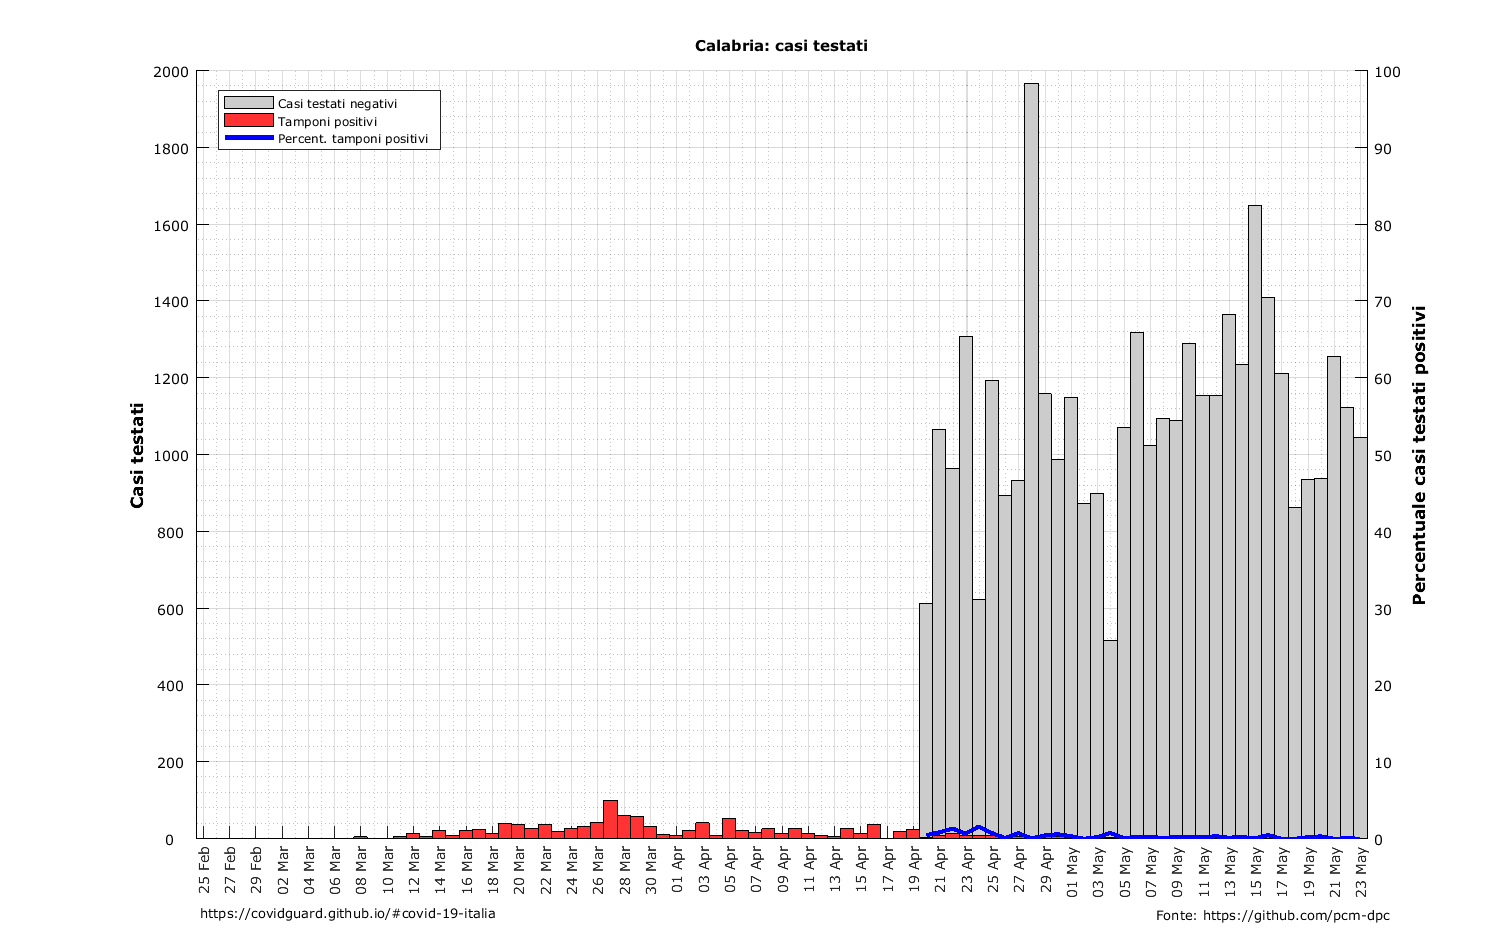 Calabria: casi testati
Casi testati negativi
Tamponi positivi
Percent. tamponi positivi
Casi testati
2000
1800
1600
1400
1200
1000
800
600
400
200
0
100
90
80
70
60
50
40
30
20
10
0
Percentuale casi testati positivi
25 Feb
27 Feb
29 Feb
02 Mar
04 Mar
06 Mar
08 Mar
10 Mar
12 Mar
14 Mar
16 Mar
18 Mar
20 Mar
22 Mar
24 Mar
26 Mar
28 Mar
30 Mar
01 Apr
03 Apr
05 Apr
07 Apr
09 Apr
11 Apr
13 Apr
15 Apr
17 Apr
19 Apr
21 Apr
23 Apr
25 Apr
27 Apr
29 Apr
01 May
03 May
05 May
07 May
09 May
11 May
13 May
15 May
17 May
19 May
21 May
23 May
https://covidguard.github.io/#covid-19-italia
Fonte: https://github.com/pcm-dpc